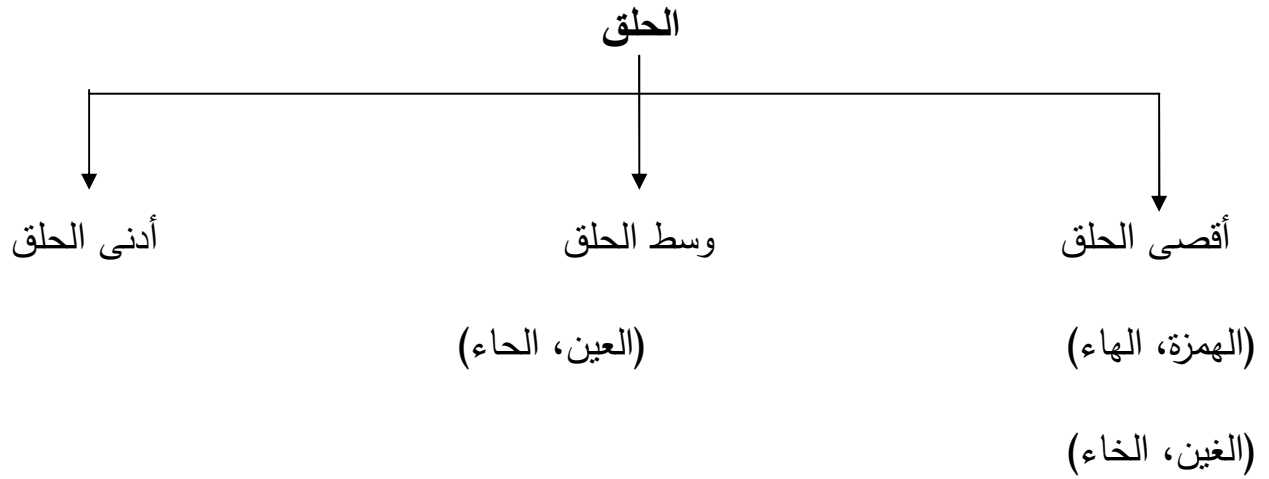 الحلق
أقصى الحلق وسط الحلق أدنى الحلق
(الهمزة، الهاء) (العين، الحاء)
(الغين، الخاء)